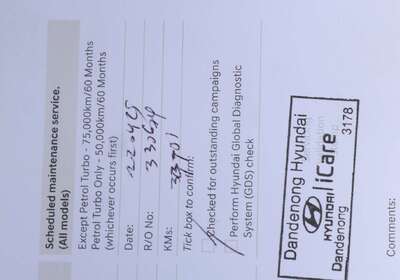 Scheduled maintenance service.
(All models)
Except Petrol Turbo - 75,000km/60 Months
Petrol Turbo Only - 50,000km/60 Months
(whichever occurs first)
Date:
R/O No:
KMs:
Tick box to confirm:
Checked for outstanding campaigns
Perform Hyundai Global Diagnostic
System (GDS) check
Dandenong Hyundai
HYUNDAI iCare
Dandenong 3178
Comments: